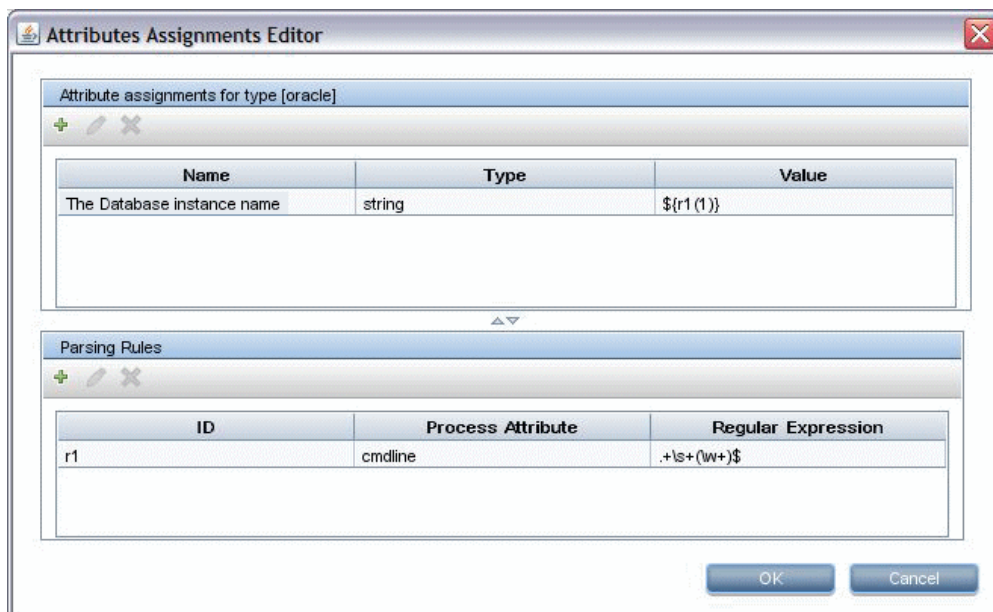 Attributes Assignments Editor
Attribute assignments for type [oracle]
Name Type Value
The Database instance name string ${r1(1)}
Parsing Rules
ID Process Attribute Regular Expression
r1 cmdline .+\s+(\w+)$
OK Cancel